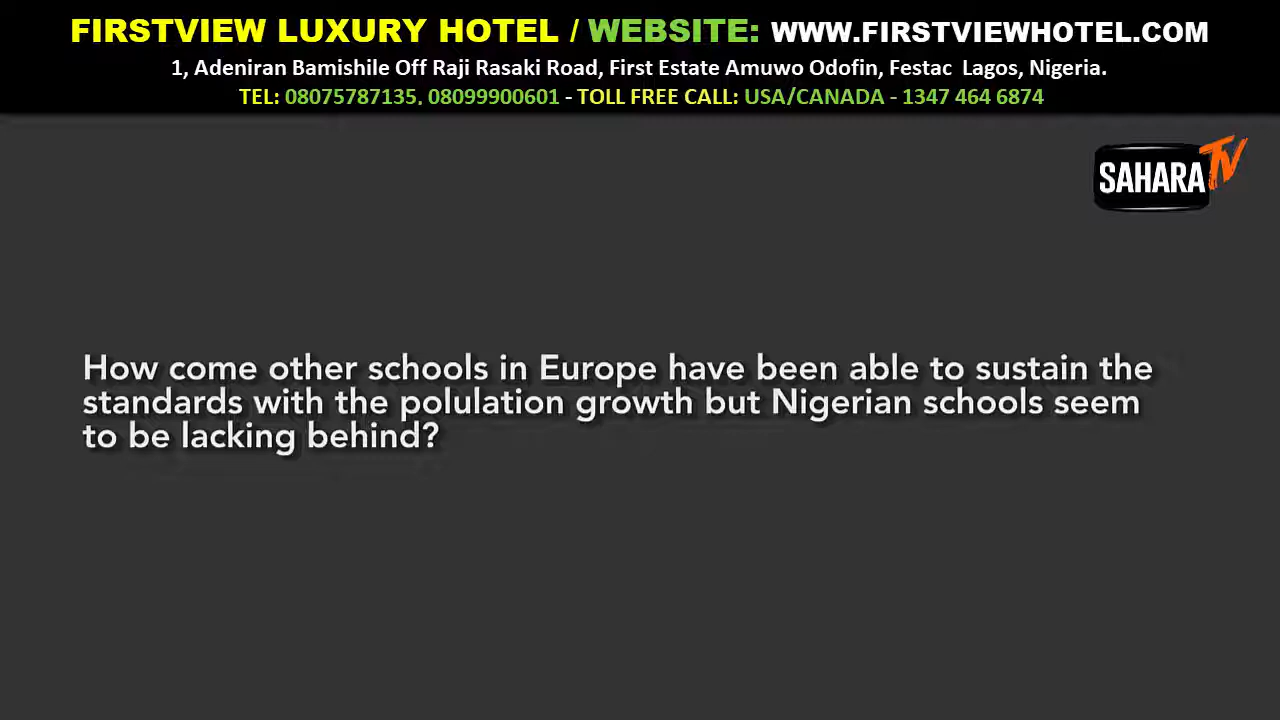 FIRSTVIEW LUXURY HOTEL / WEBSITE: WWW.FIRSTVIEWHOTEL.COM
1, Adeniran Bamishile Off Raji Rasaki Road, First Estate Amuwo Odofin, Festac Lagos, Nigeria.
TEL: 08075787135. 08099900601 - TOLL FREE CALL: USA/CANADA - 1347 464 6874
SAHARA TV
How come other schools in Europe have been able to sustain the
standards with the polulation growth but Nigerian schools seem
to be lacking behind?